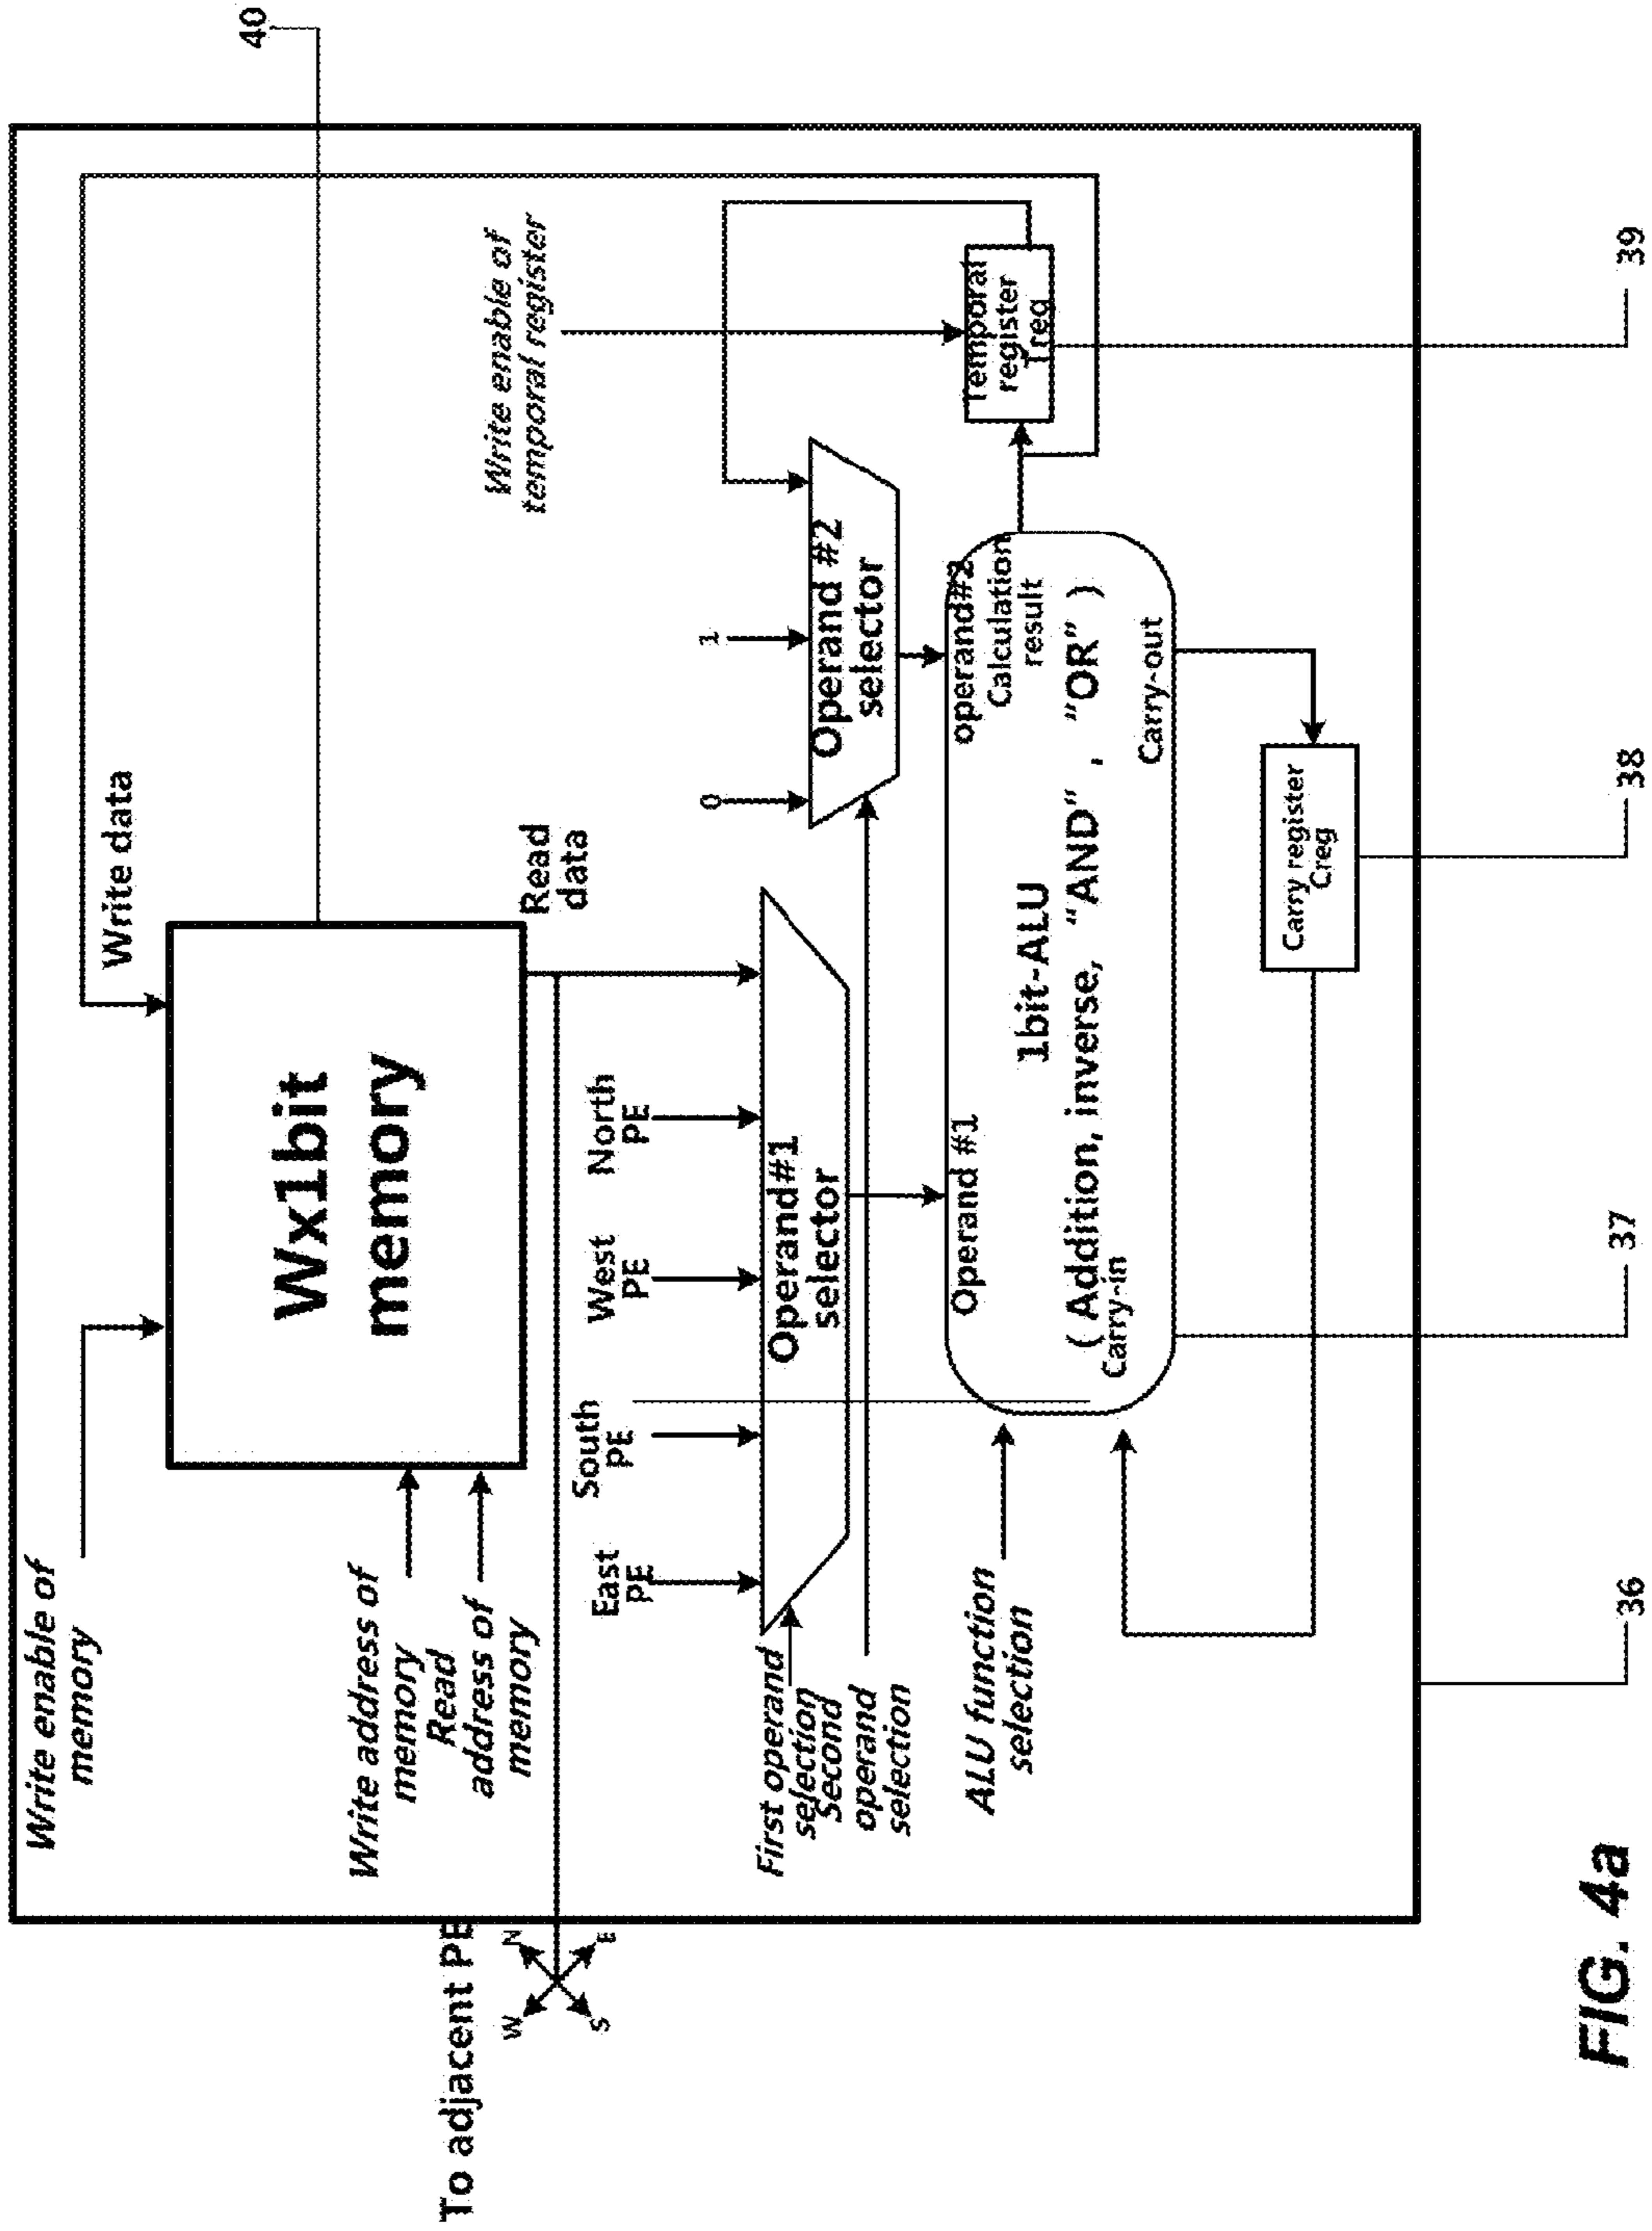 40
Write enable of
memory
Write data
Wx1bit
memory
Write address of
memory
Read
address of
memory
Read
data
To adjacent PE
W
N
S
E
East
PE
South
PE
West
PE
North
PE
Write enable of
temporal register
0
1
Operand#1
selector
Operand #2
selector
First operand
selection
Second
operand
selection
Operand #1
operand#2
Calculation
result
Temporal
register
Treg
ALU function
selection
1bit-ALU
( Addition, inverse, "AND" , "OR" )
Carry-in
Carry-out
Carry register
Creg
36
37
38
39
FIG. 4a